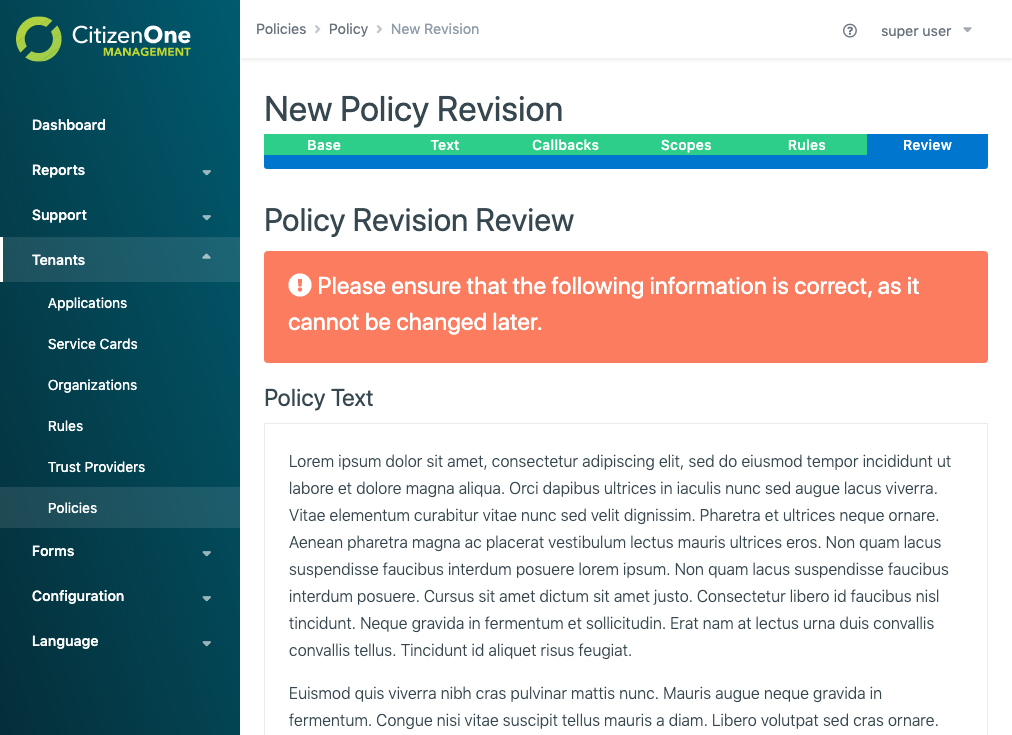 CitizenOne
MANAGEMENT
Policies
Policy
New Revision
super user
Dashboard
Reports
Support
Tenants
Applications
Service Cards
Organizations
Rules
Trust Providers
Policies
Forms
Configuration
Language
New Policy Revision
Base
Text
Callbacks
Scopes
Rules
Review
Policy Revision Review
Please ensure that the following information is correct, as it
cannot be changed later.
Policy Text
Lorem ipsum dolor sit amet, consectetur adipiscing elit, sed do eiusmod tempor incididunt ut
labore et dolore magna aliqua. Orci dapibus ultrices in iaculis nunc sed augue lacus viverra.
Vitae elementum curabitur vitae nunc sed velit dignissim. Pharetra et ultrices neque ornare.
Aenean pharetra magna ac placerat vestibulum lectus mauris ultrices eros. Non quam lacus
suspendisse faucibus interdum posuere lorem ipsum. Non quam lacus suspendisse faucibus
interdum posuere. Cursus sit amet dictum sit amet justo. Consectetur libero id faucibus nisl
tincidunt. Neque gravida in fermentum et sollicitudin. Erat nam at lectus urna duis convallis
convallis tellus. Tincidunt id aliquet risus feugiat.
Euismod quis viverra nibh cras pulvinar mattis nunc. Mauris augue neque gravida in
fermentum. Congue nisi vitae suscipit tellus mauris a diam. Libero volutpat sed cras ornare.